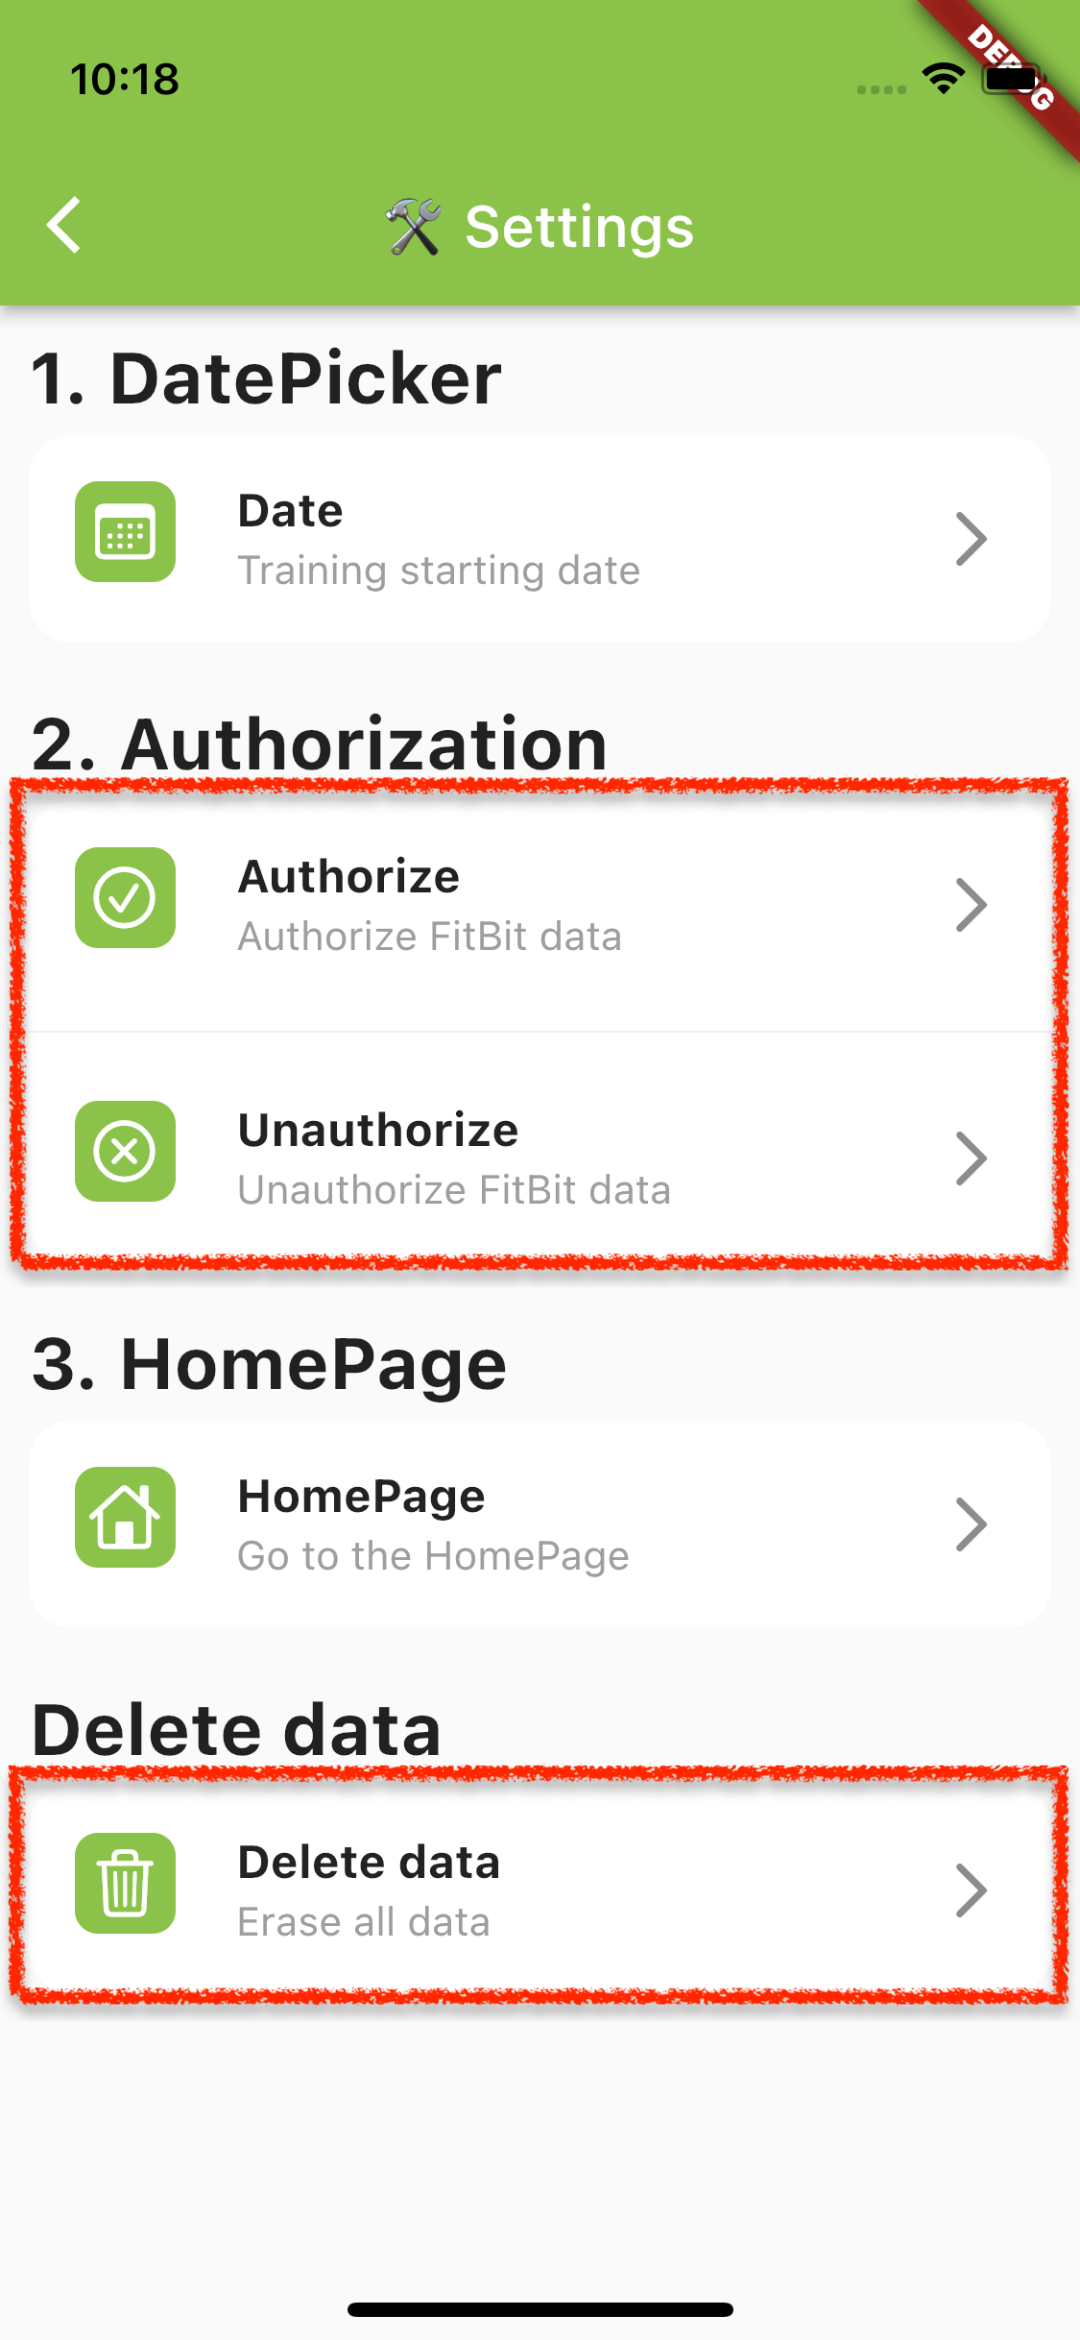 10:18
DEBUG
🛠 Settings
1. DatePicker
Date
Training starting date
2. Authorization
Authorize
Authorize FitBit data
Unauthorize
Unauthorize FitBit data
3. HomePage
HomePage
Go to the HomePage
Delete data
Delete data
Erase all data